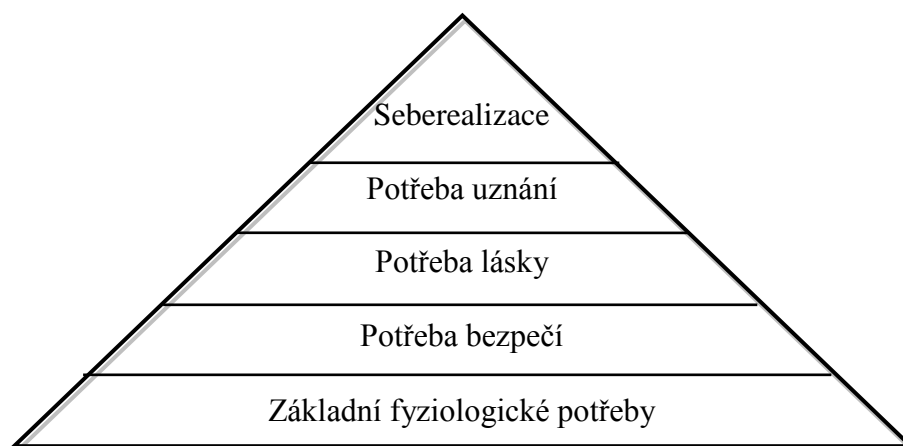 Seberealizace
Potřeba uznání
Potřeba lásky
Potřeba bezpečí
Základní fyziologické potřeby